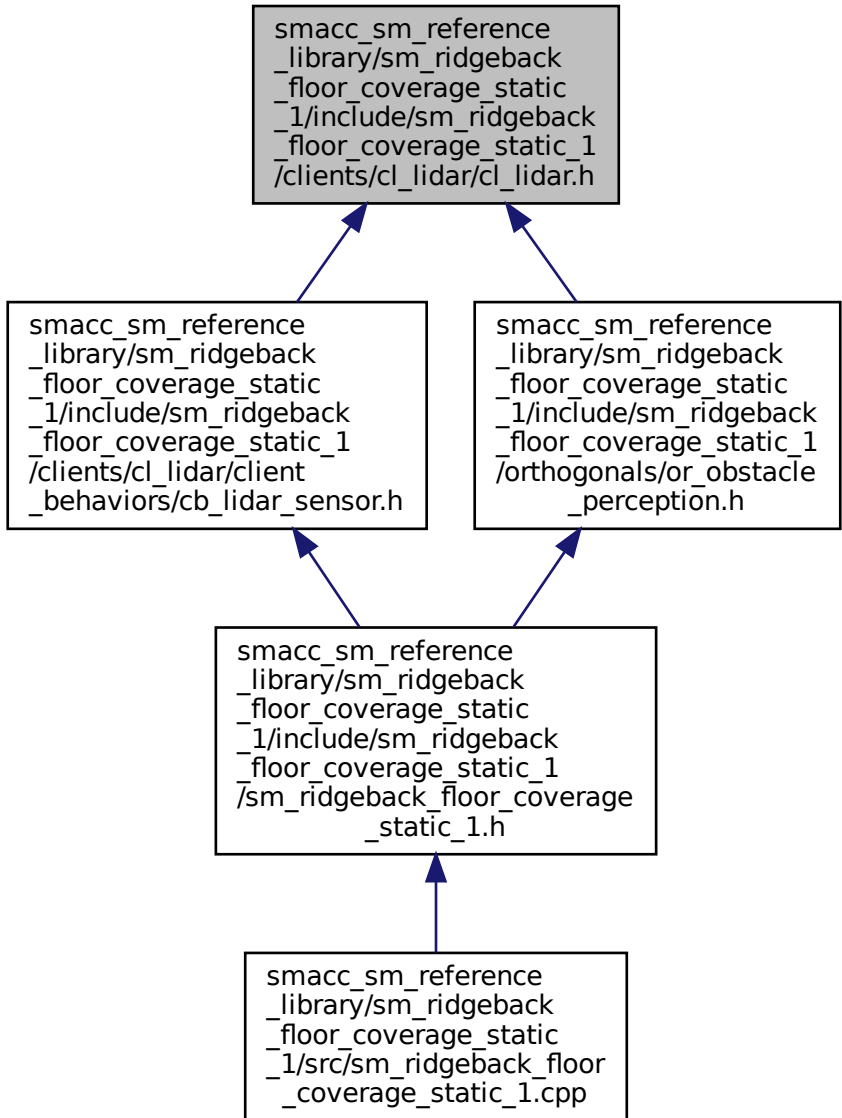 smacc_sm_reference
_library/sm_ridgeback
_floor_coverage_static
_1/include/sm_ridgeback
_floor_coverage_static_1
/clients/cl_lidar/cl_lidar.h
smacc_sm_reference
_library/sm_ridgeback
_floor_coverage_static
_1/include/sm_ridgeback
_floor_coverage_static_1
/clients/cl_lidar/client
_behaviors/cb_lidar_sensor.h
smacc_sm_reference
_library/sm_ridgeback
_floor_coverage_static
_1/include/sm_ridgeback
_floor_coverage_static_1
/orthogonals/or_obstacle
_perception.h
smacc_sm_reference
_library/sm_ridgeback
_floor_coverage_static
_1/include/sm_ridgeback
_floor_coverage_static_1
/sm_ridgeback_floor_coverage
_static_1.h
smacc_sm_reference
_library/sm_ridgeback
_floor_coverage_static
_1/src/sm_ridgeback_floor
_coverage_static_1.cpp